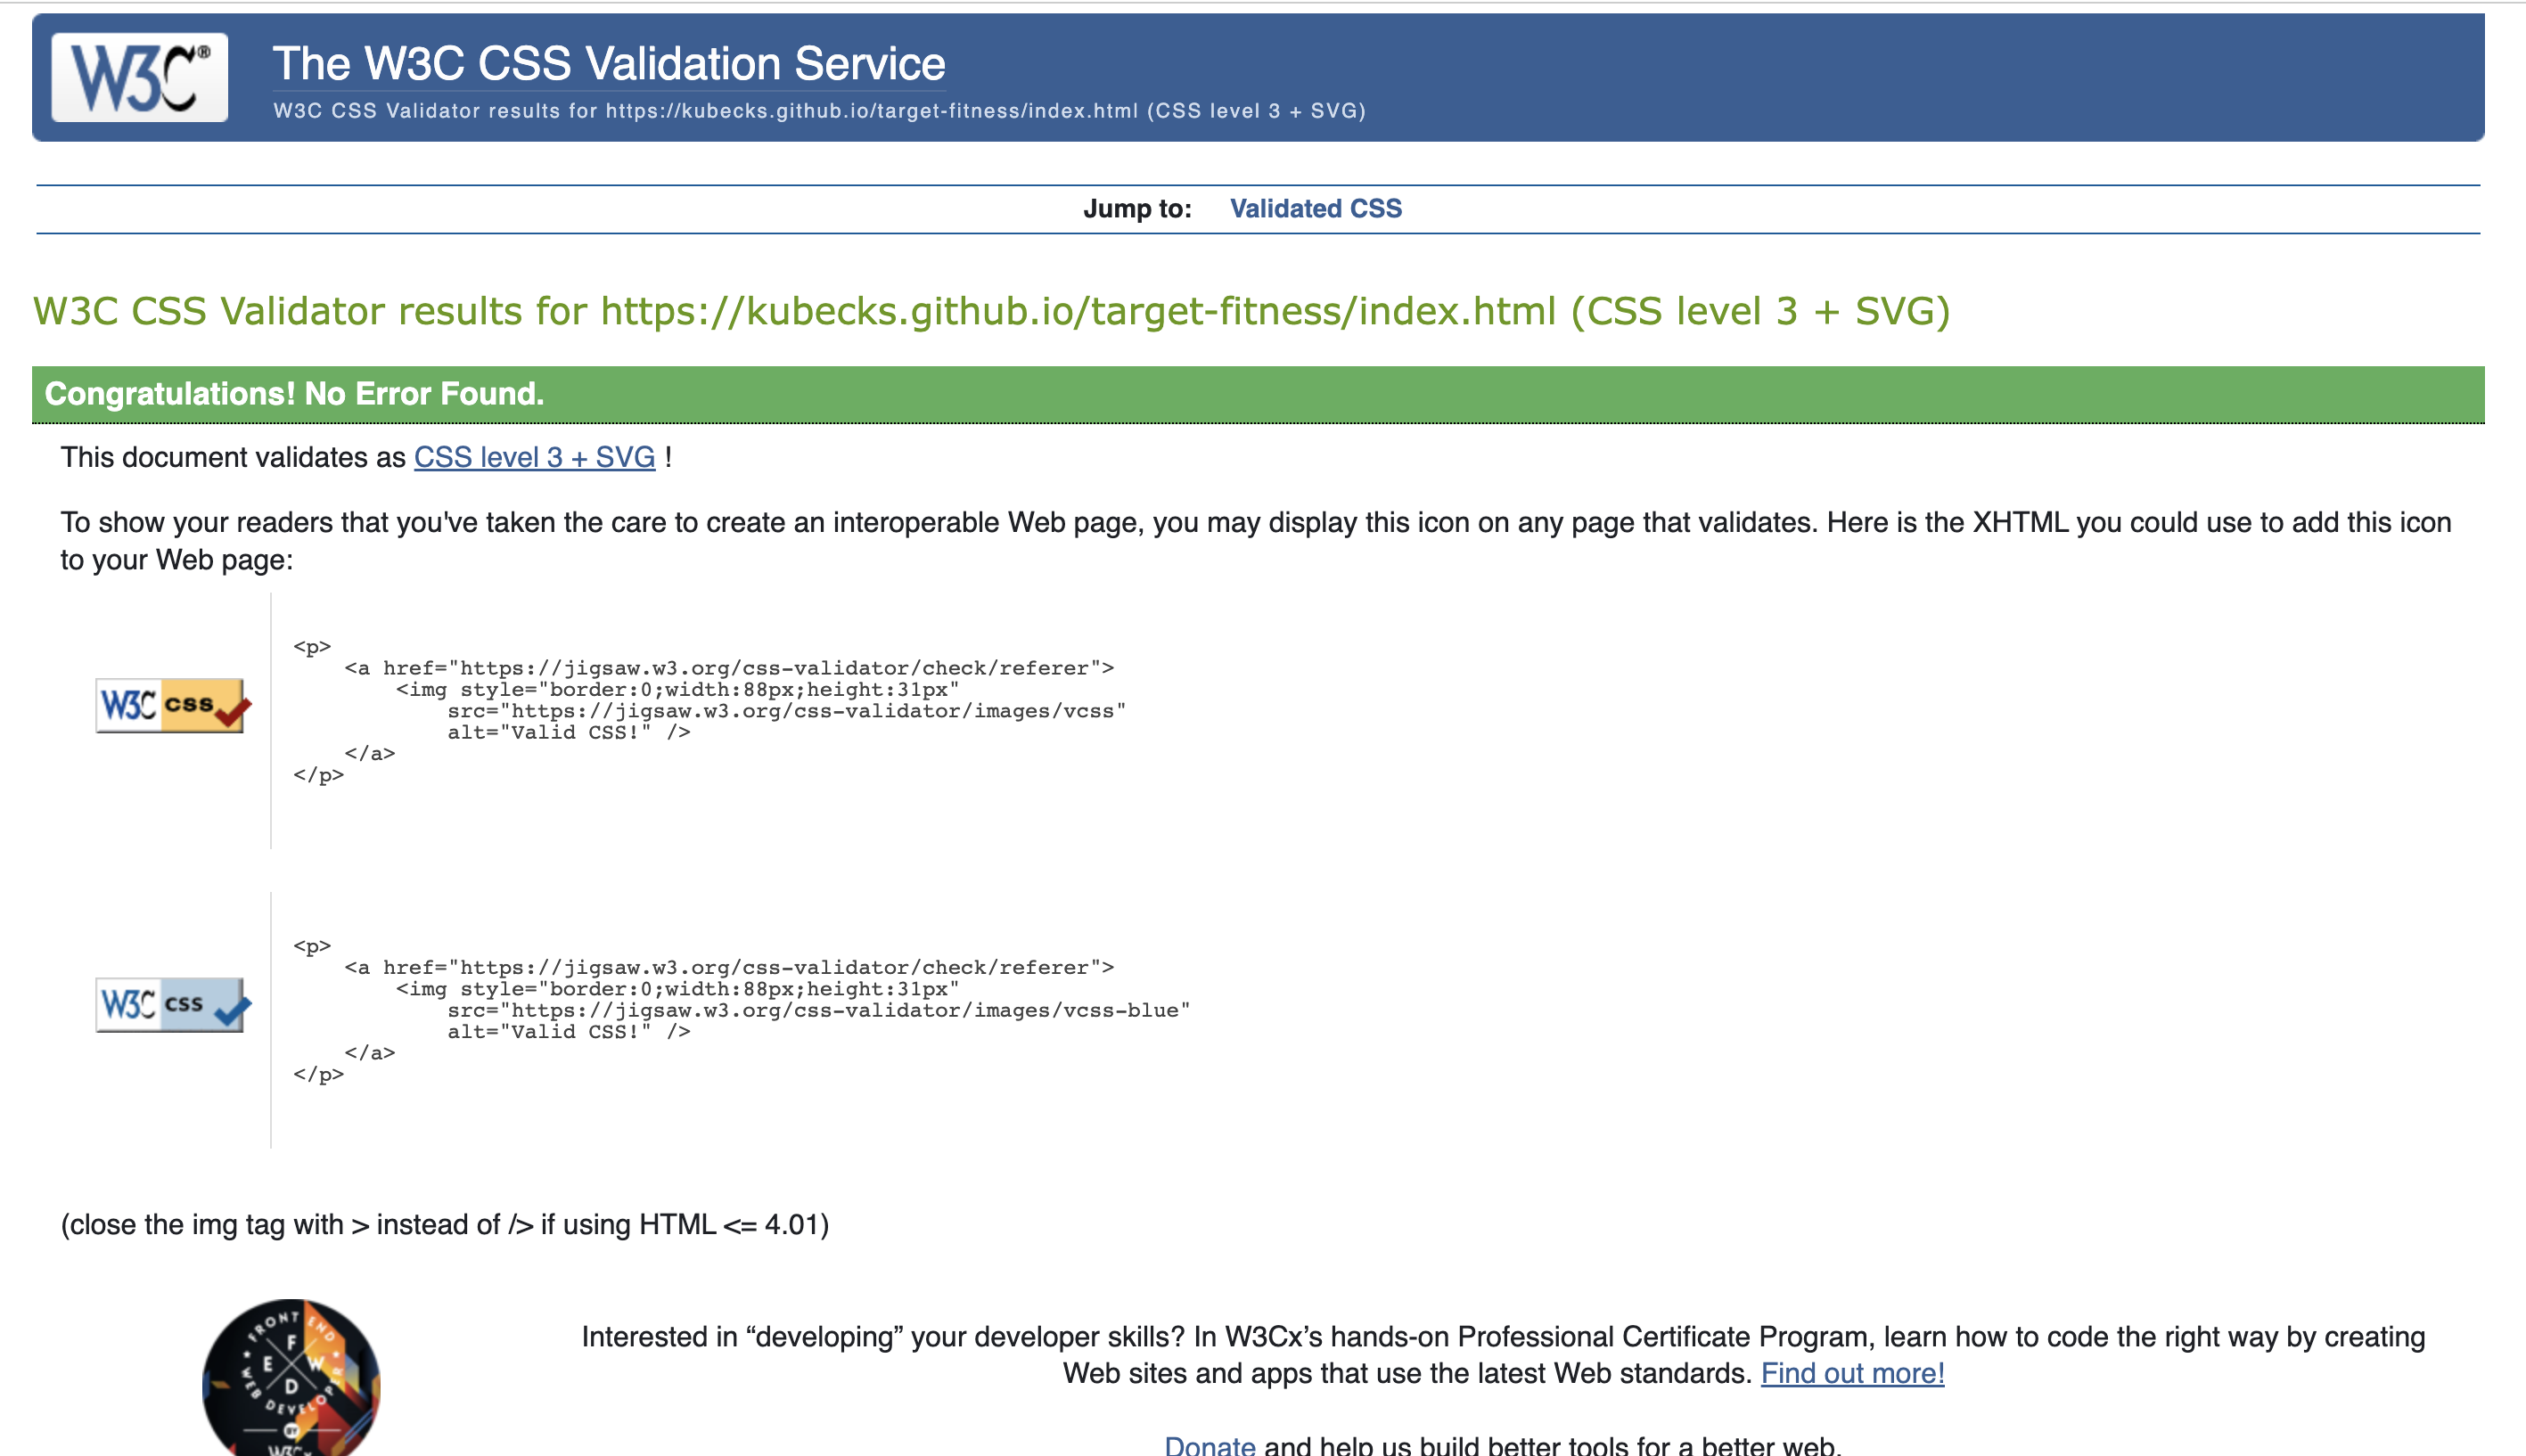 W3C®
The W3C CSS Validation Service
W3C CSS Validator results for https://kubecks.github.io/target-fitness/index.html (CSS level 3 + SVG)
Jump to: Validated CSS
W3C CSS Validator results for https://kubecks.github.io/target-fitness/index.html (CSS level 3 + SVG)
Congratulations! No Error Found.
This document validates as CSS level 3 + SVG !
To show your readers that you've taken the care to create an interoperable Web page, you may display this icon on any page that validates. Here is the XHTML you could use to add this icon
to your Web page:
W3C css
<p>
    <a href="https://jigsaw.w3.org/css-validator/check/referer">
        <img style="border:0;width:88px;height:31px"
            src="https://jigsaw.w3.org/css-validator/images/vcss"
            alt="Valid CSS!" />
    </a>
</p>
W3C css
<p>
    <a href="https://jigsaw.w3.org/css-validator/check/referer">
        <img style="border:0;width:88px;height:31px"
            src="https://jigsaw.w3.org/css-validator/images/vcss-blue"
            alt="Valid CSS!" />
    </a>
</p>
(close the img tag with > instead of /> if using HTML <= 4.01)
FRONT END
F
E W
D
WEB DEVELOPER
BY
W3Cx
Interested in “developing” your developer skills? In W3Cx’s hands-on Professional Certificate Program, learn how to code the right way by creating
Web sites and apps that use the latest Web standards. Find out more!
Donate and help us build better tools for a better web.